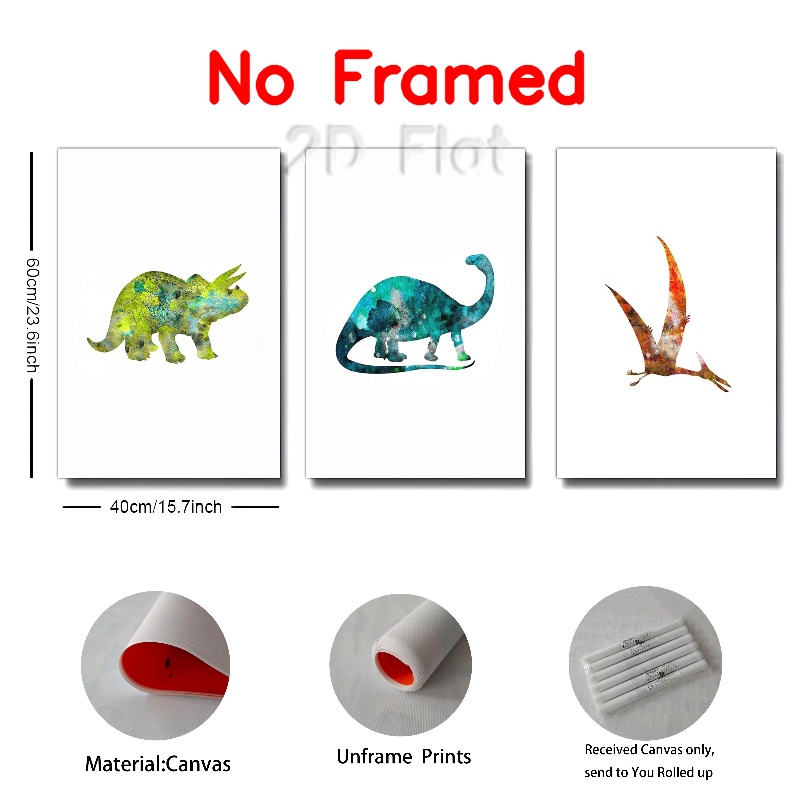 No Framed
2D Flat
60cm/23.6inch
40cm/15.7inch
Material:Canvas
Unframe Prints
Received Canvas only,
send to You Rolled up